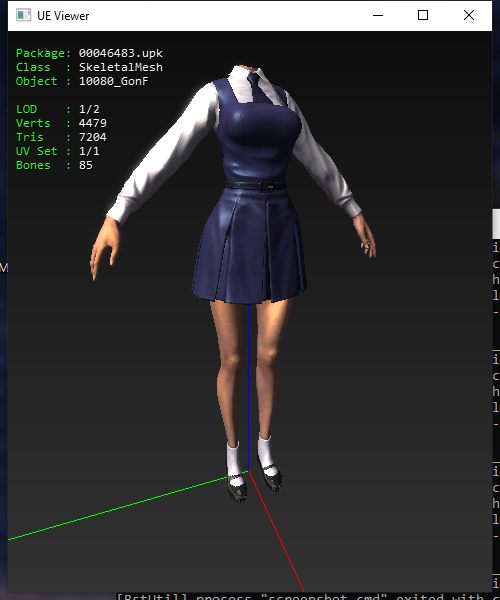 UE Viewer
Package: 00046483.upk
Class : SkeletalMesh
Object : 10080_GonF
LOD : 1/2
Verts : 4479
Tris : 7204
UV Set : 1/1
Bones : 85
M
i
c
h
l
-
i
c
h
l
-
i
c
h
l
-
[BstUtil] process "screenshot.cmd" exited with c